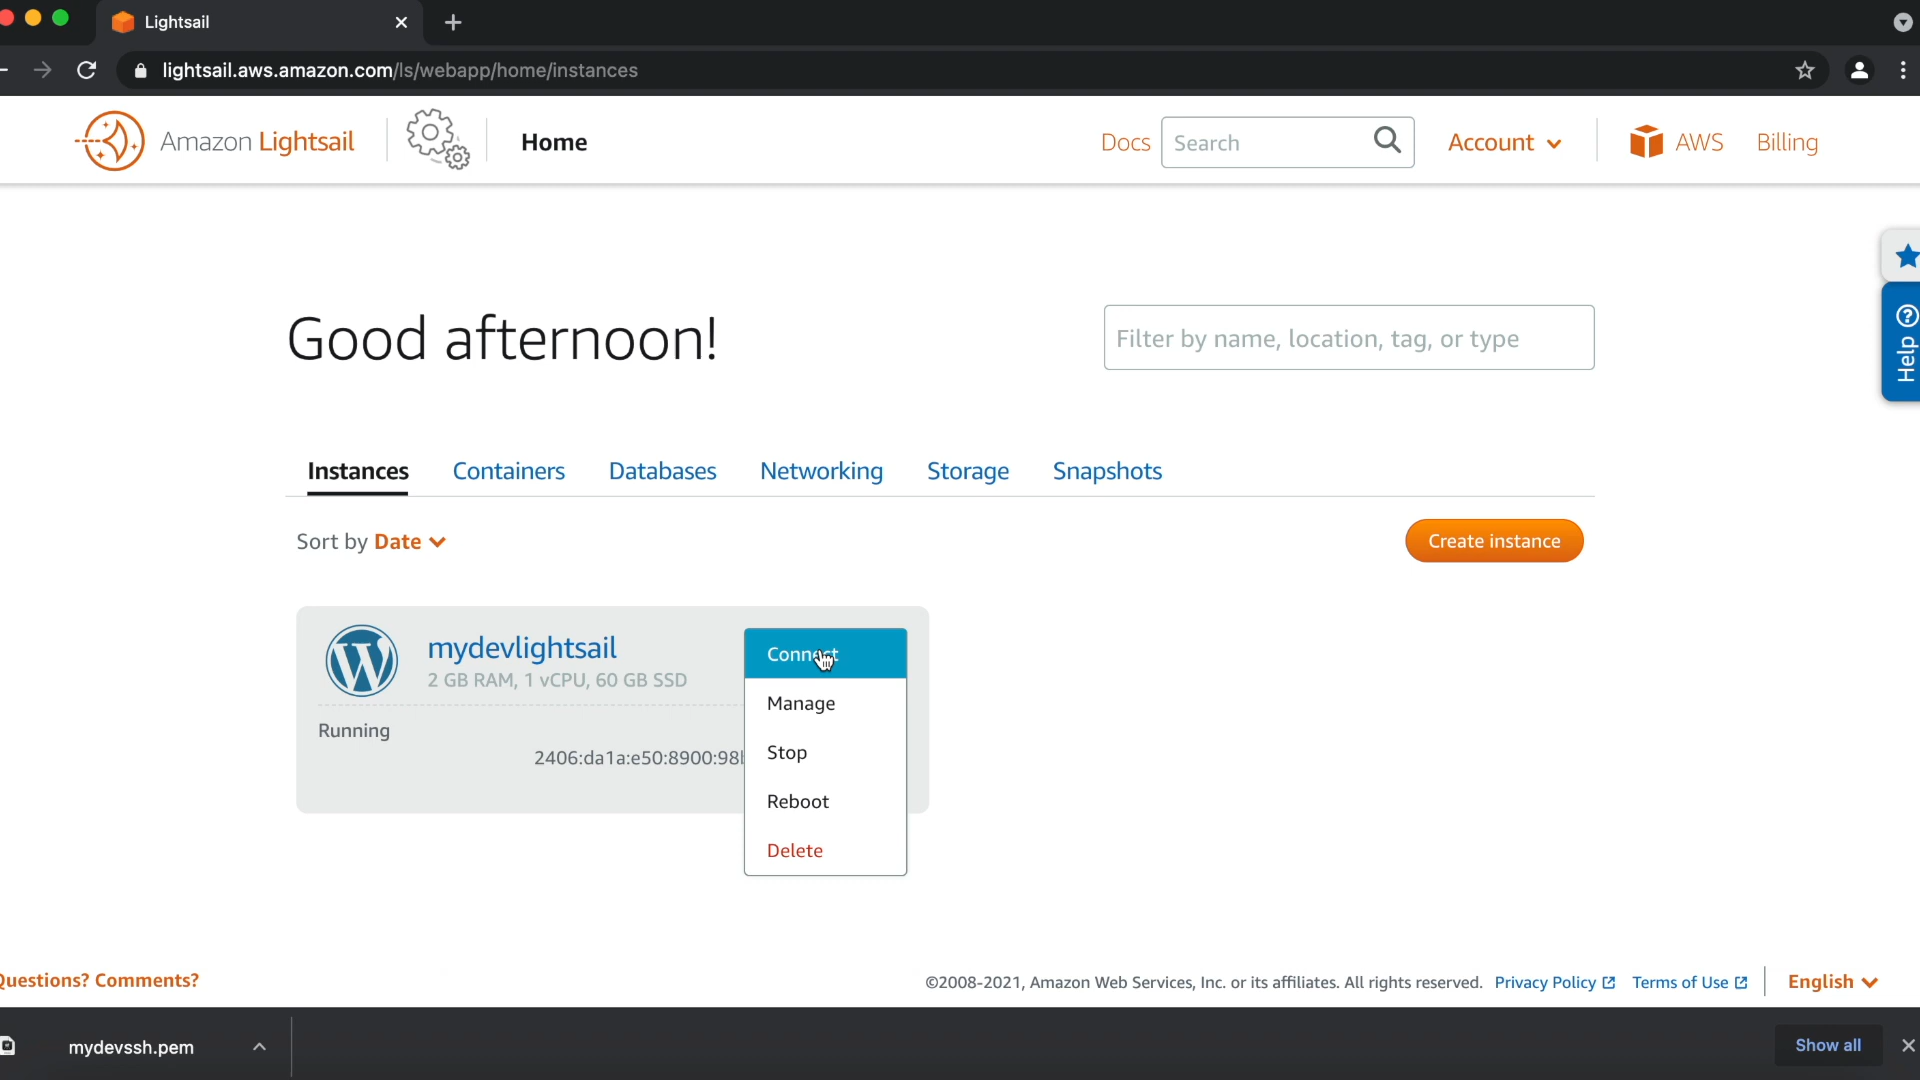 Lightsail
lightsail.aws.amazon.com/ls/webapp/home/instances
Amazon Lightsail
Home
Docs
Search
Account
AWS
Billing
Help
Good afternoon!
Filter by name, location, tag, or type
Instances
Containers
Databases
Networking
Storage
Snapshots
Sort by Date
Create instance
mydevlightsail
2 GB RAM, 1 vCPU, 60 GB SSD
Running
2406:da1a:e50:8900:98
Connect
Manage
Stop
Reboot
Delete
Questions? Comments?
©2008-2021, Amazon Web Services, Inc. or its affiliates. All rights reserved.
Privacy Policy
Terms of Use
English
mydevssh.pem
Show all